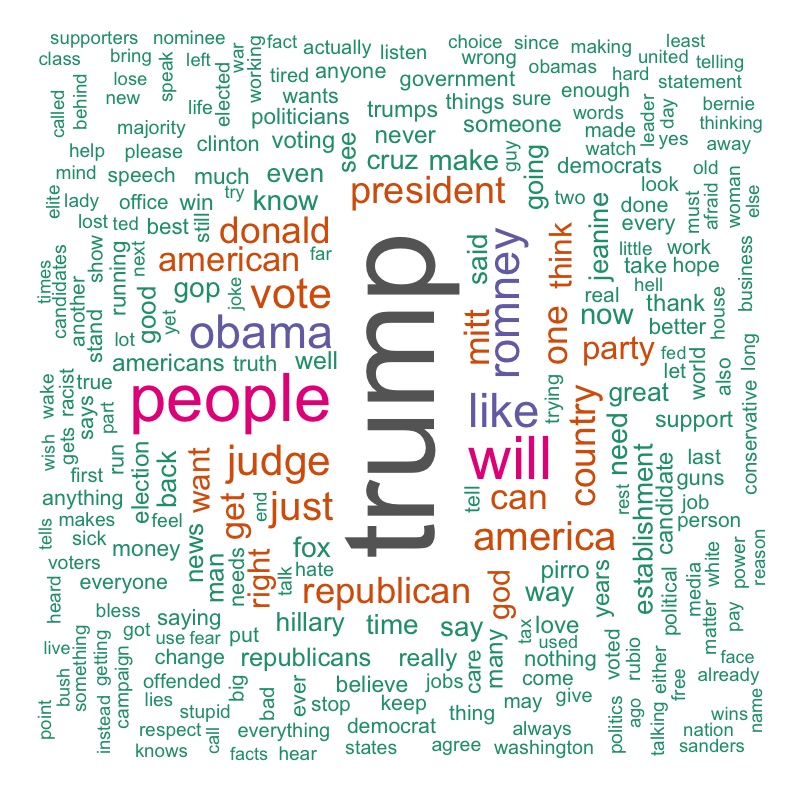 supporters
nominee
fact
actually
listen
choice
since
making
least
class
bring
left
war
wrong
obamas
united
telling
lose
speak
working
tired
anyone
government
hard
statement
called
behind
new
life
elected
wants
things
sure
enough
bernie
majority
politicians
trumps
someone
words
leader
day
thinking
help
please
clinton
voting
see
never
guy
made
yes
watch
away
mind
speech
much
even
cruz
make
going
democrats
old
elite
lady
office
win
try
know
president
two
look
must
afraid
woman
else
lost
ted
best
still
donald
done
every
times
candidates
another
show
running
next
american
far
trump
said
romney
think
jeanine
little
work
take
hope
business
stand
good
yet
gop
joke
vote
mitt
one
real
hell
now
thank
house
lot
obama
better
americans
truth
well
party
fed
let
world
also
long
wake
racist
true
says
part
people
like
trying
country
great
conservative
wish
gets
will
need
support
first
run
election
back
want
judge
last
guns
anything
feel
get
end
just
tell
can
rest
establishment
candidate
job
person
tells
makes
sick
money
news
man
needs
right
fox
america
media
white
power
reason
voters
everyone
talk
hate
republican
god
pirro
way
years
political
matter
pay
heard
bless
saying
hillary
time
say
many
tax
love
used
live
got
use
fear
put
voted
rubio
face
bush
something
getting
change
republicans
really
care
nothing
either
free
already
instead
campaign
offended
big
believe
jobs
come
point
lies
stupid
bad
ever
stop
keep
may
give
politics
ago
talking
wins
name
respect
call
everything
democrat
thing
always
nation
knows
facts
hear
states
agree
washington
sanders